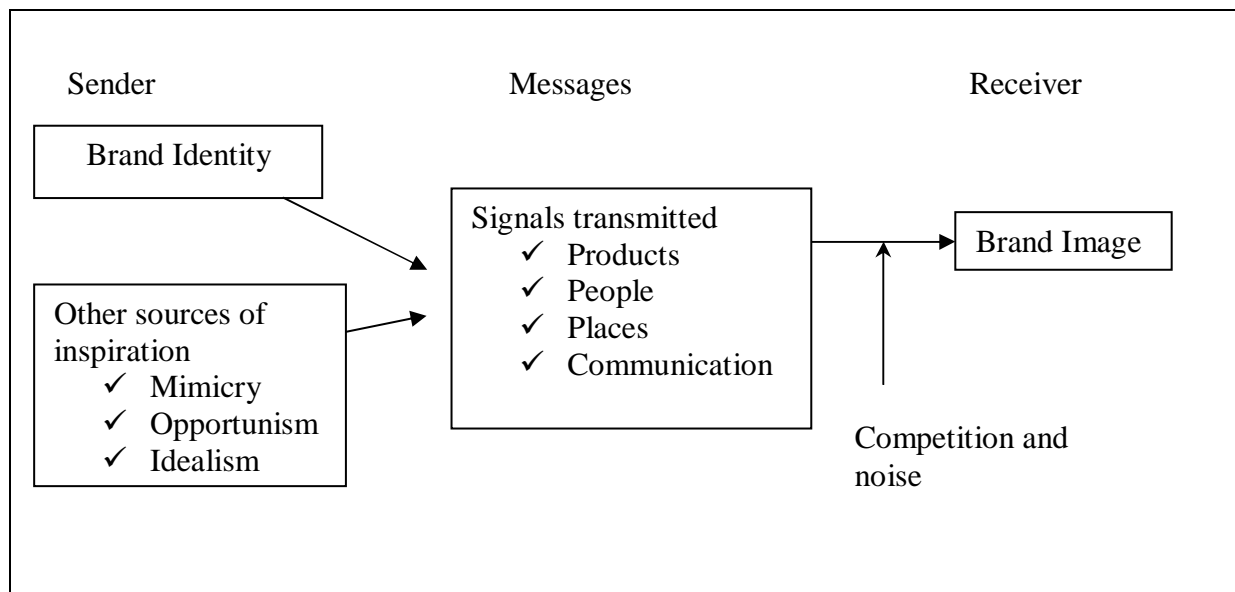 Sender
Messages
Receiver
Brand Identity
Other sources of
inspiration
✓ Mimicry
✓ Opportunism
✓ Idealism
Signals transmitted
✓ Products
✓ People
✓ Places
✓ Communication
Brand Image
Competition and
noise